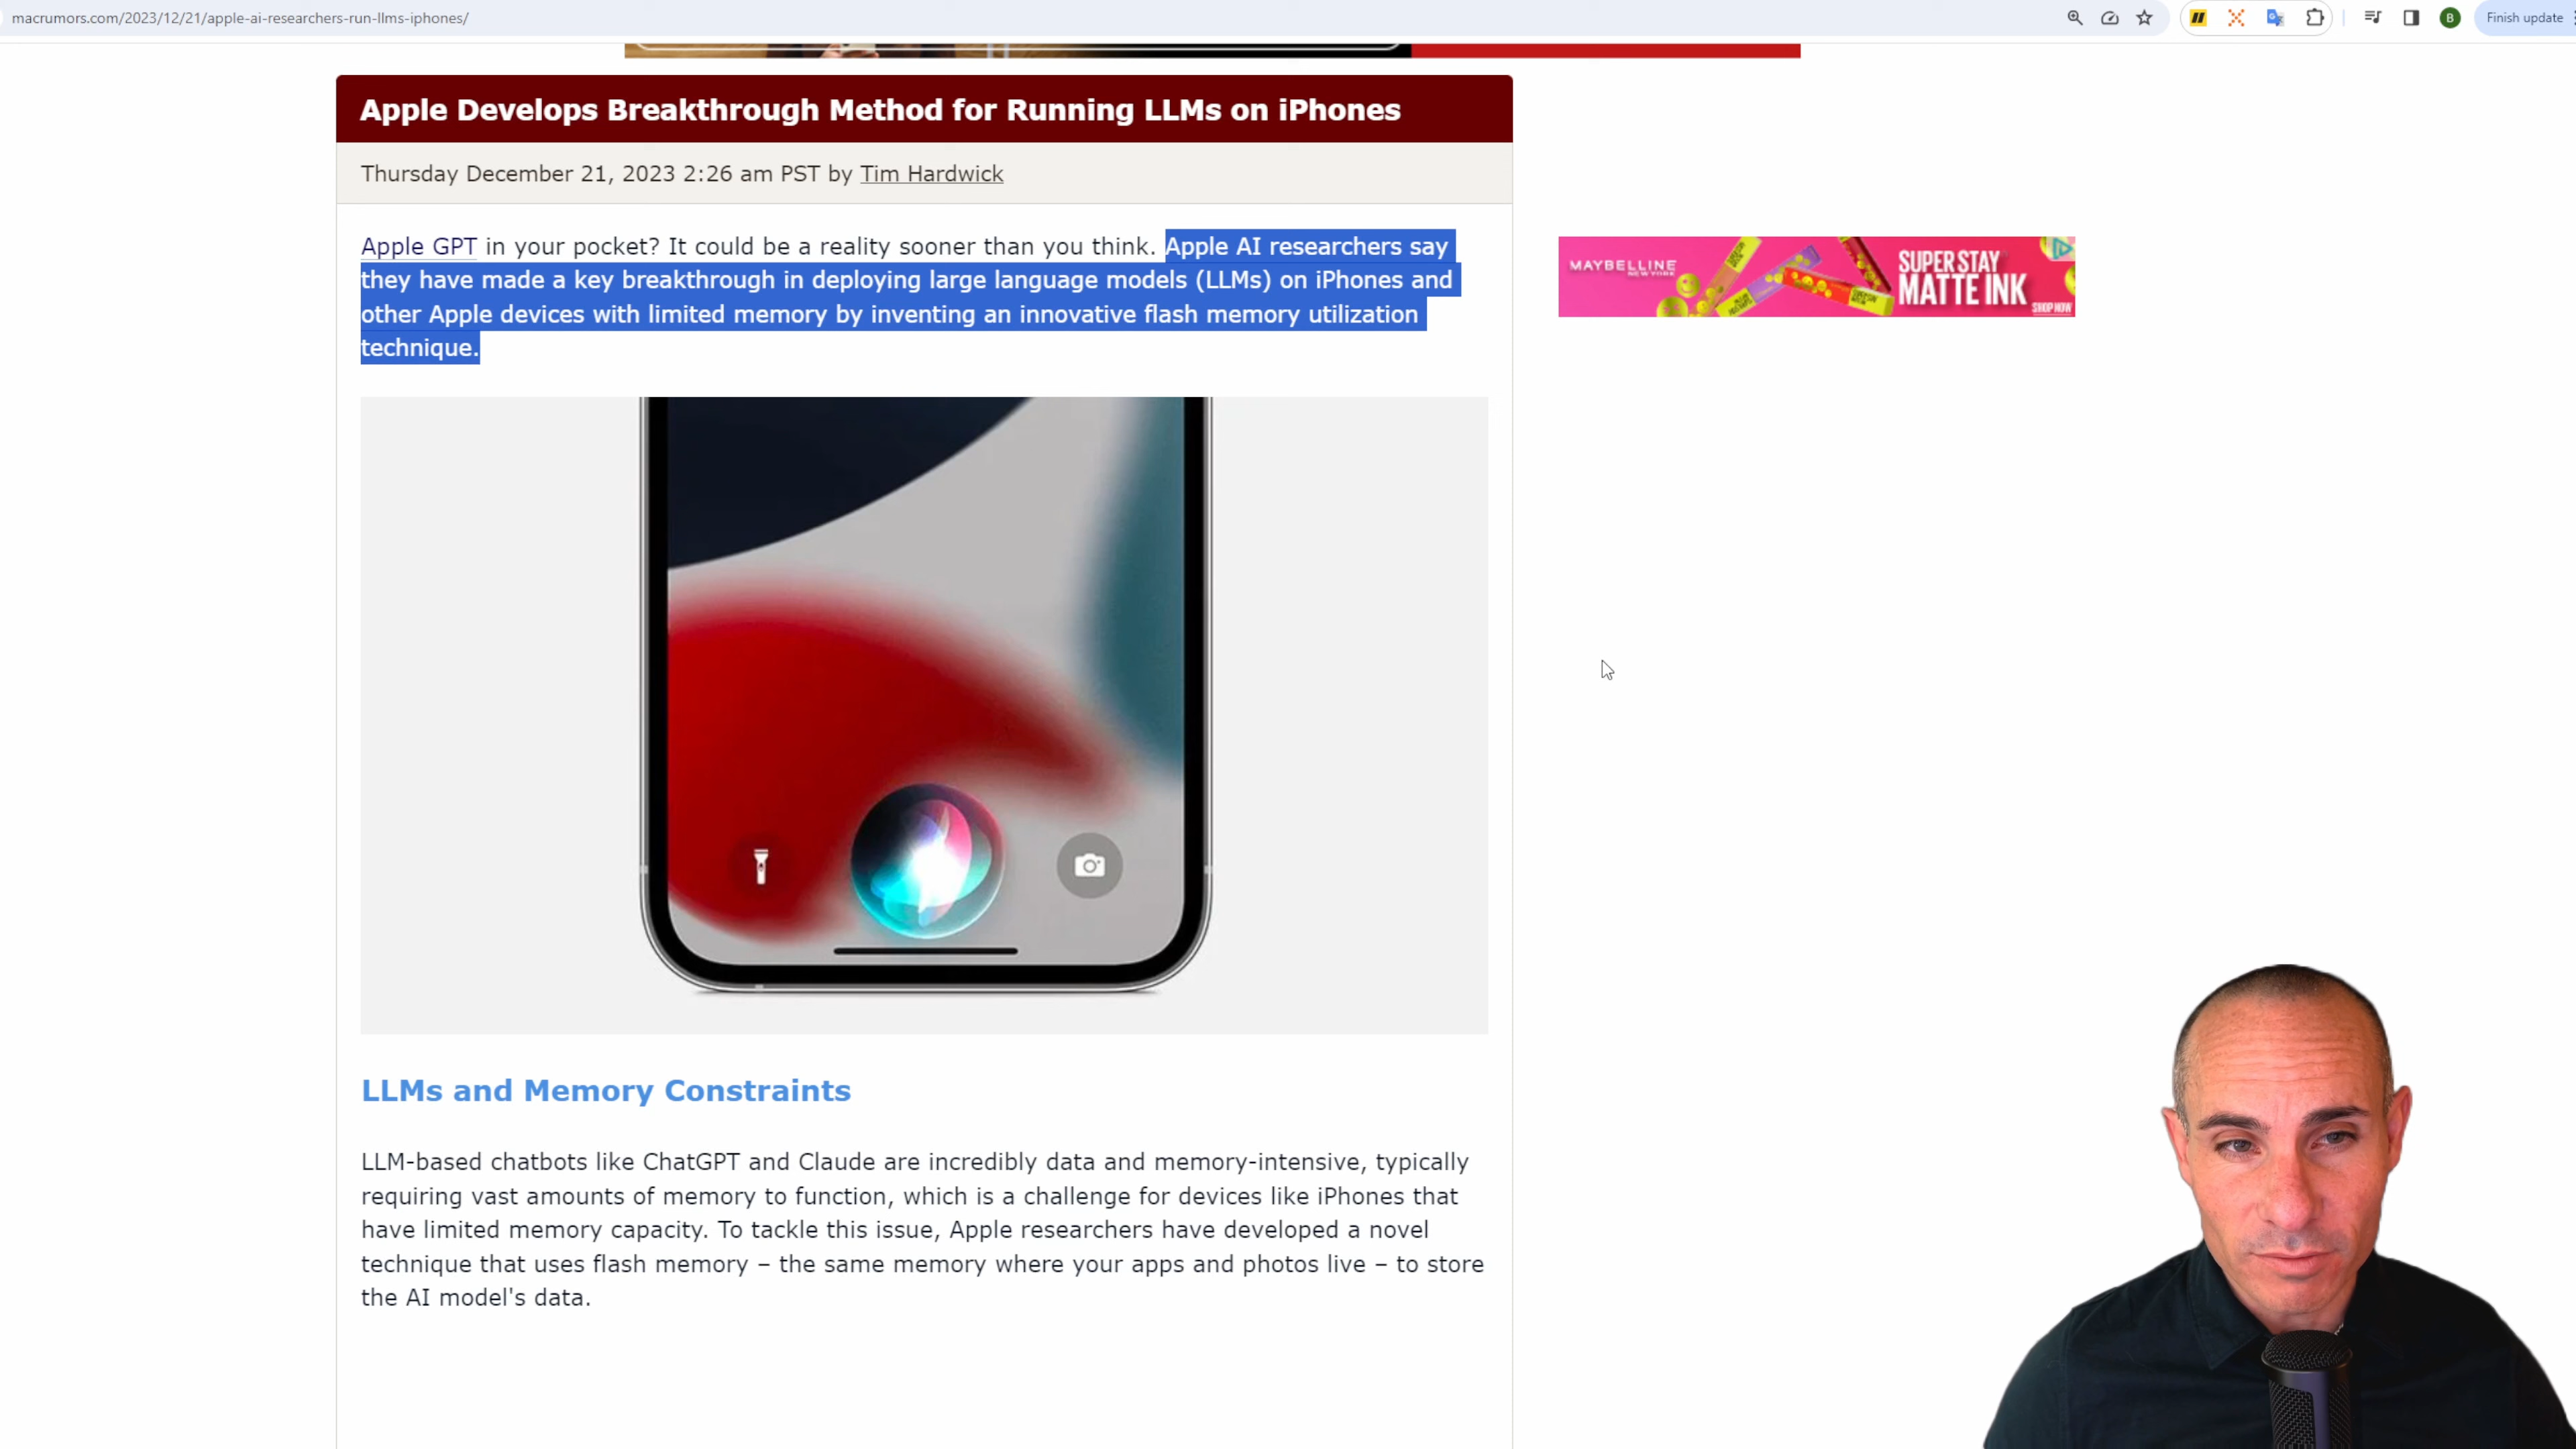 macrumors.com/2023/12/21/apple-ai-researchers-run-llms-iphones/
B
Finish update
Apple Develops Breakthrough Method for Running LLMs on iPhones
Thursday December 21, 2023 2:26 am PST by Tim Hardwick
Apple GPT in your pocket? It could be a reality sooner than you think. Apple AI researchers say
they have made a key breakthrough in deploying large language models (LLMs) on iPhones and
other Apple devices with limited memory by inventing an innovative flash memory utilization
technique.
MAYBELLINE
NEW YORK
SUPER STAY
MATTE INK
SHOP NOW
LLMs and Memory Constraints
LLM-based chatbots like ChatGPT and Claude are incredibly data and memory-intensive, typically
requiring vast amounts of memory to function, which is a challenge for devices like iPhones that
have limited memory capacity. To tackle this issue, Apple researchers have developed a novel
technique that uses flash memory – the same memory where your apps and photos live – to store
the AI model's data.